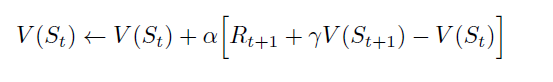 V(S_t) ← V(S_t) + α[R_{t+1} + γV(S_{t+1}) − V(S_t)]